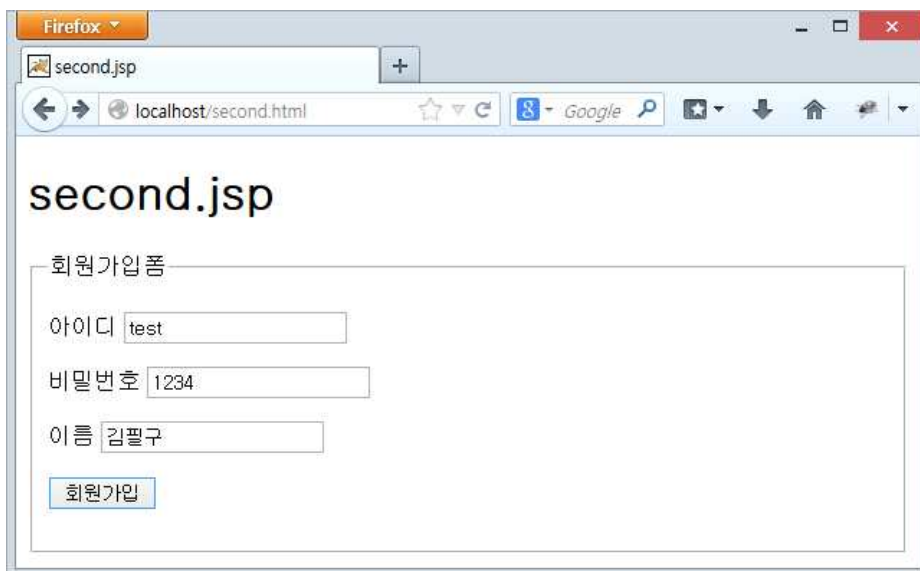 Firefox
second.jsp
localhost/second.html
8 Google
second.jsp
회원가입폼
아이디 test
비밀번호 1234
이름 김필구
회원가입